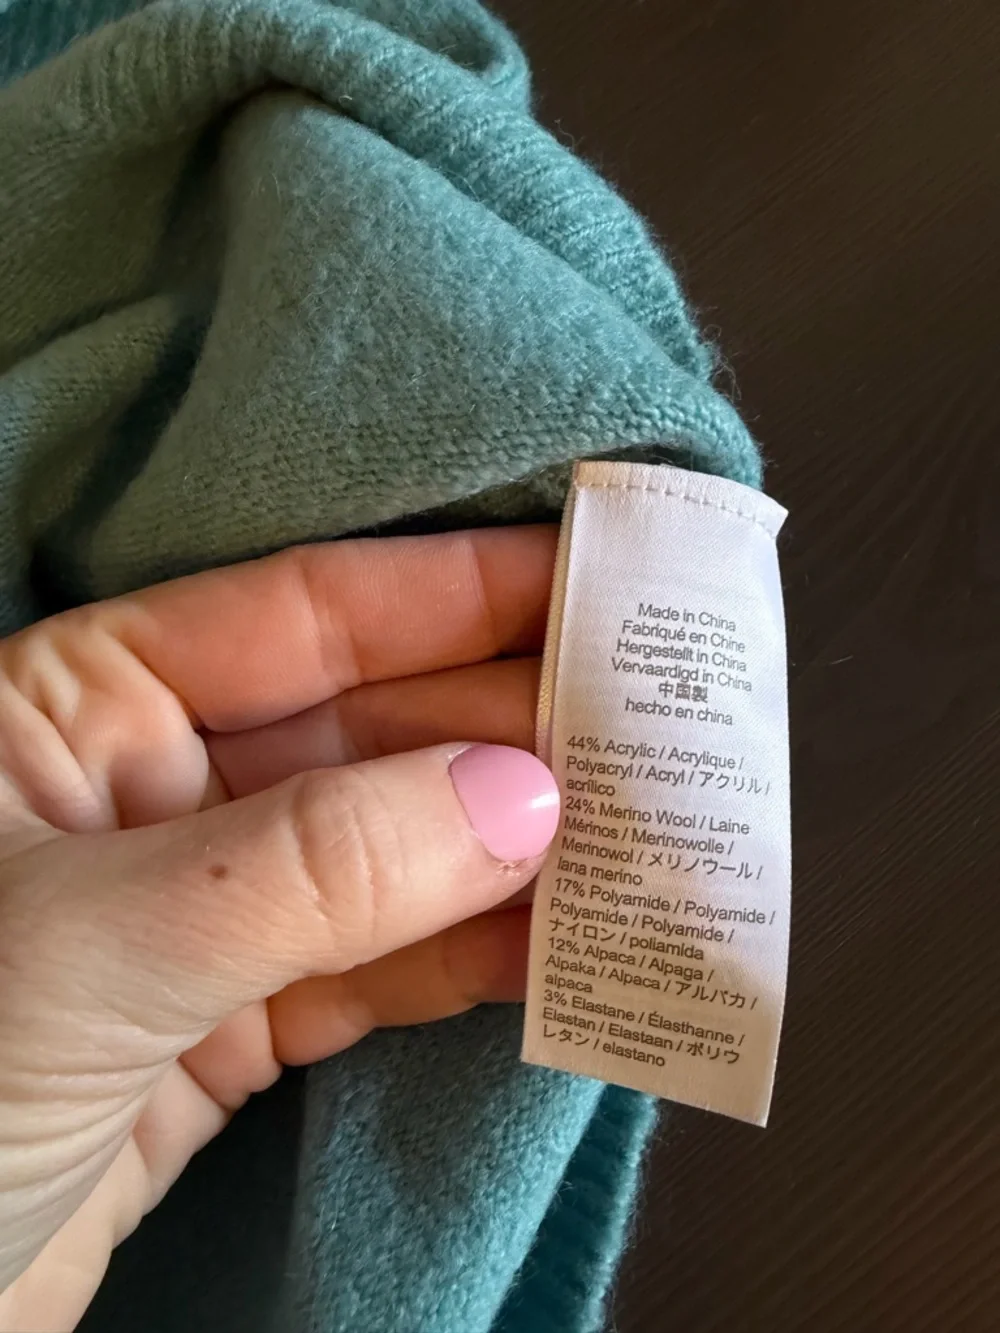 Made in China
Fabriqué en Chine
Hergestellt in China
Vervaardigd in China
中国製
hecho en china
44% Acrylic / Acrylique /
Polyacryl / Acryl / アクリル /
acrílico
24% Merino Wool / Laine
Mérinos / Merinowolle /
Merinowol / メリノウール /
lana merino
17% Polyamide / Polyamide /
Polyamide / Polyamide /
ナイロン / poliamida
12% Alpaca / Alpaga /
Alpaka / Alpaca / アルパカ /
alpaca
3% Elastane / Élasthanne /
Elastan / Elastaan / ポリウ
レタン / elastano